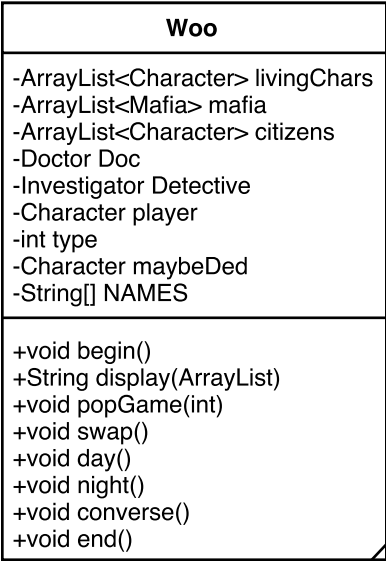 Woo
-ArrayList<Character> livingChars
-ArrayList<Mafia> mafia
-ArrayList<Character> citizens
-Doctor Doc
-Investigator Detective
-Character player
-int type
-Character maybeDed
-String[] NAMES
+void begin()
+String display(ArrayList)
+void popGame(int)
+void swap()
+void day()
+void night()
+void converse()
+void end()